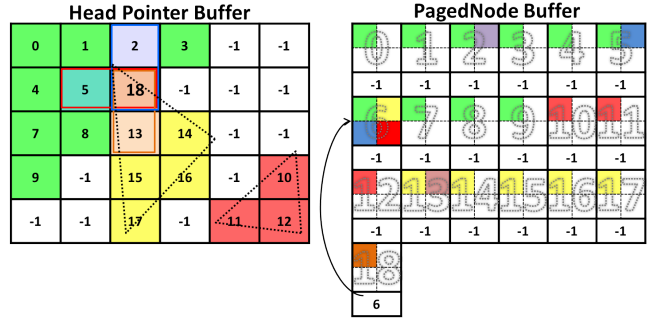 Head Pointer Buffer
PagedNode Buffer
0 1 2 3 -1 -1
4 5 18 -1 -1 -1
7 8 13 14 -1 -1
9 -1 15 16 -1 10
-1 -1 17 -1 11 12
0 1 2 3 4 5
-1 -1 -1 -1 -1 -1
6 7 8 9 10 11
-1 -1 -1 -1 -1 -1
12 13 14 15 16 17
-1 -1 -1 -1 -1 -1
18
6